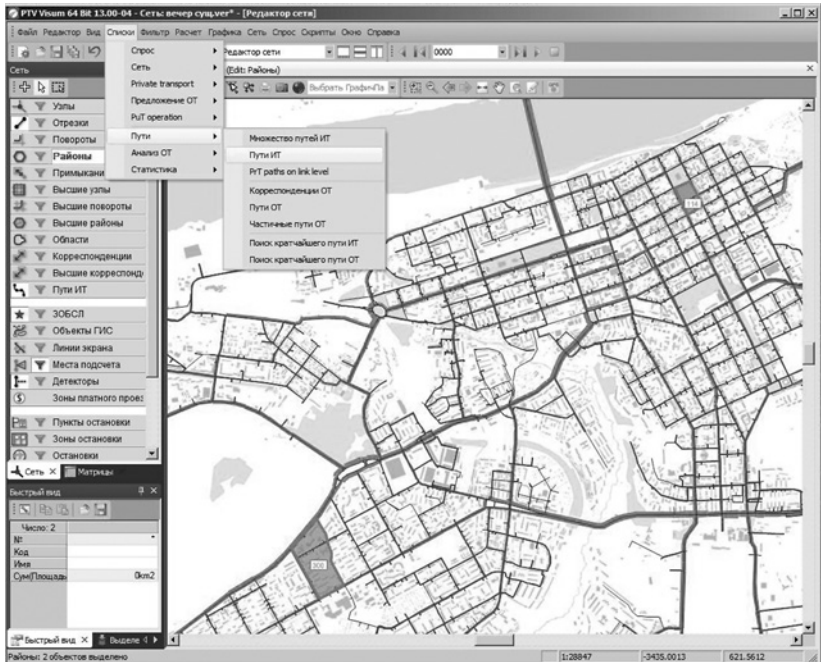 PTV Visum 64 Bit 13.00-04 - Сеть: вечер сущ.ver* - [Редактор сети]
Файл Редактор Вид Списки Фильтр Расчет Графика Сеть Спрос Скрипты Окно Справка
Редактор сети 0000
Сеть
(Edit: Районы)
Выбрать ГрафичПа
Спрос
Сеть
Private transport
Предложение ОТ
PuT operation
Пути
Анализ ОТ
Статистика
Множество путей ИТ
Пути ИТ
PrT paths on link level
Корреспонденции ОТ
Пути ОТ
Частичные пути ОТ
Поиск кратчайшего пути ИТ
Поиск кратчайшего пути ОТ
Узлы
Отрезки
Повороты
Районы
Примыкани
Высшие узлы
Высшие повороты
Высшие районы
Области
Корреспонденции
Высшие корреспонд
Пути ИТ
ЗОБСЛ
Объекты ГИС
Линии экрана
Места подсчета
Детекторы
Зоны платного проез
Пункты остановки
Зоны остановки
Остановки
Сеть Матрицы
Быстрый вид
Число: 2
№ *
Код
Имя
Сум(Площадь 0km2
Быстрый вид Выделе
114
300
Районы: 2 объектов выделено 1:28847 -3435.0013 621.5612